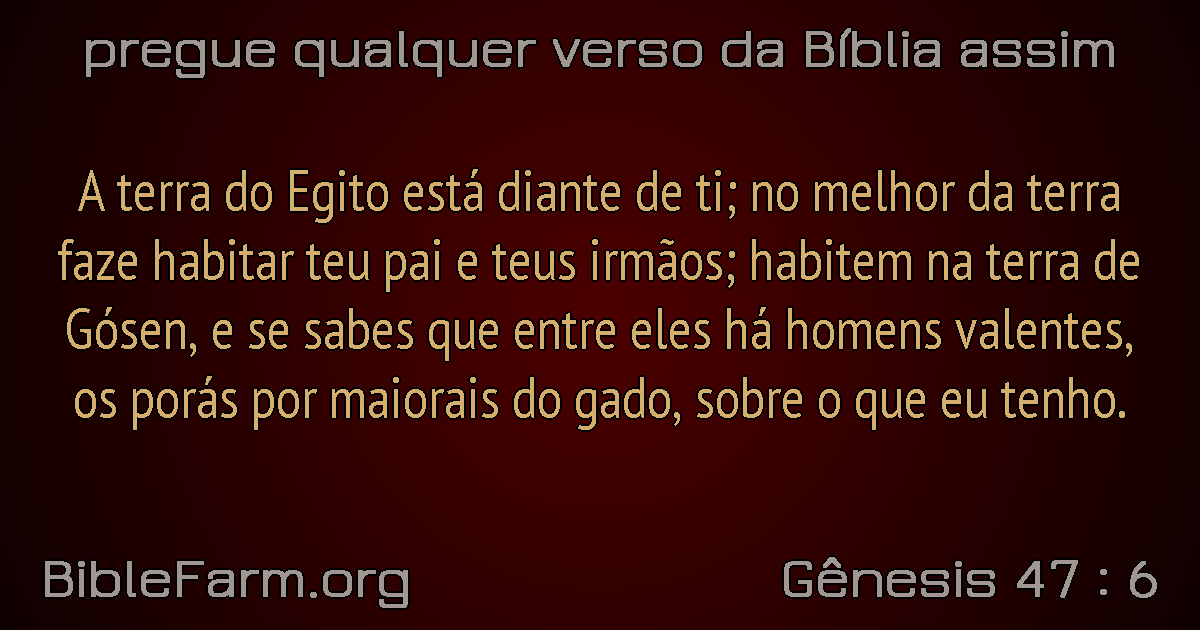 pregue qualquer verso da Bíblia assim
A terra do Egito está diante de ti; no melhor da terra
faze habitar teu pai e teus irmãos; habitem na terra de
Gósen, e se sabes que entre eles há homens valentes,
os porás por maiorais do gado, sobre o que eu tenho.
BibleFarm.org
Gênesis 47 : 6